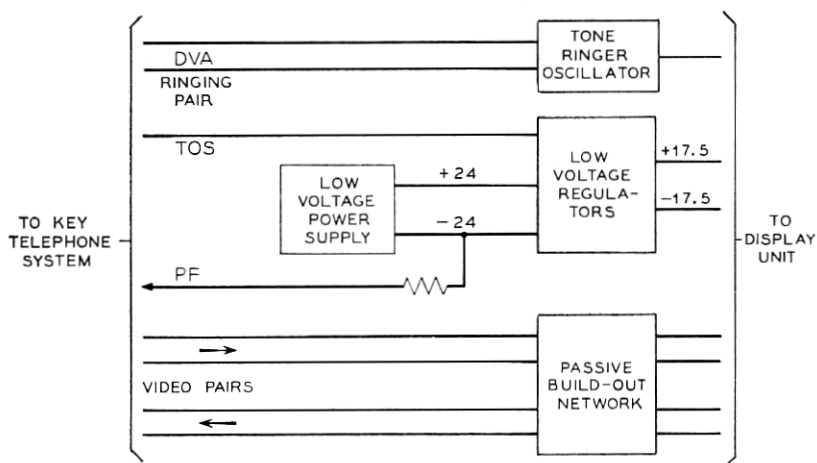 DVA
RINGING
PAIR
TONE
RINGER
OSCILLATOR
TOS
LOW
VOLTAGE
POWER
SUPPLY
+24
-24
LOW
VOLTAGE
REGULA-
TORS
+17.5
-17.5
TO KEY
TELEPHONE
SYSTEM
TO
DISPLAY
UNIT
PF
VIDEO PAIRS
PASSIVE
BUILD-OUT
NETWORK